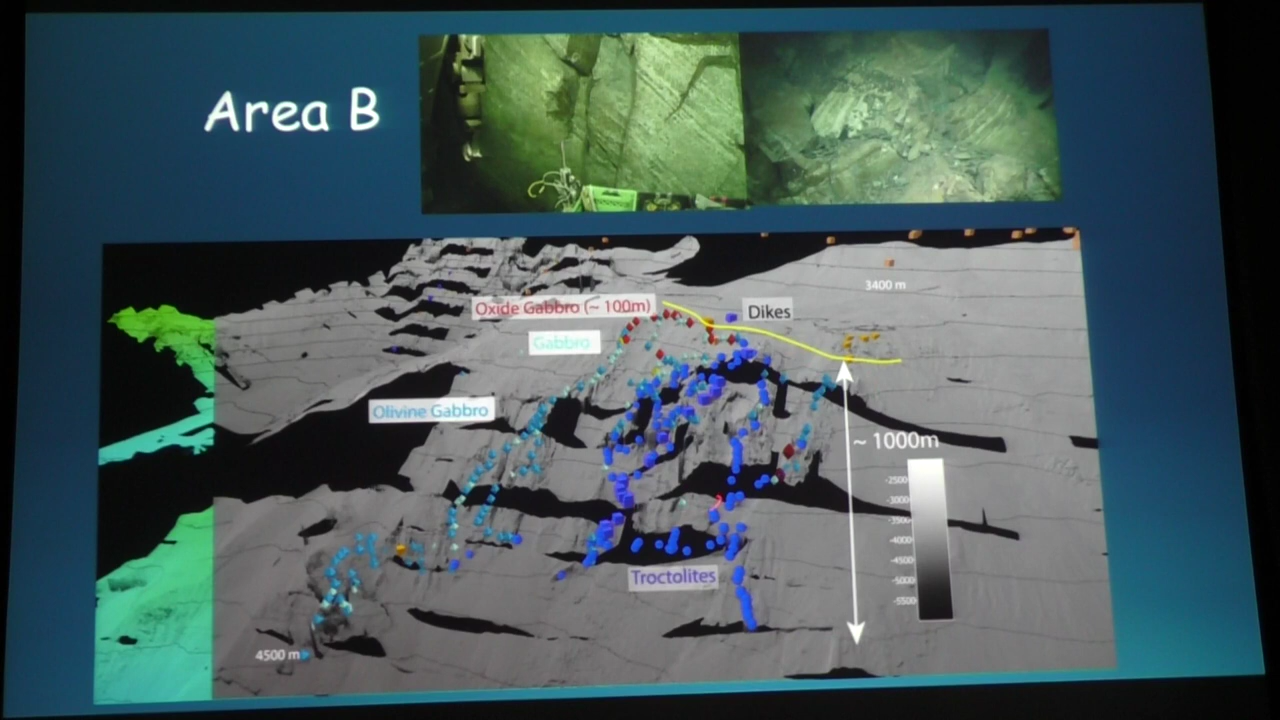 Area B
3400 m
Oxide Gabbro (~ 100m)
Dikes
Gabbro
Olivine Gabbro
~ 1000m
-2500
-3000
-3500
-4000
-4500
-5000
-5500
Troctolites
4500 m